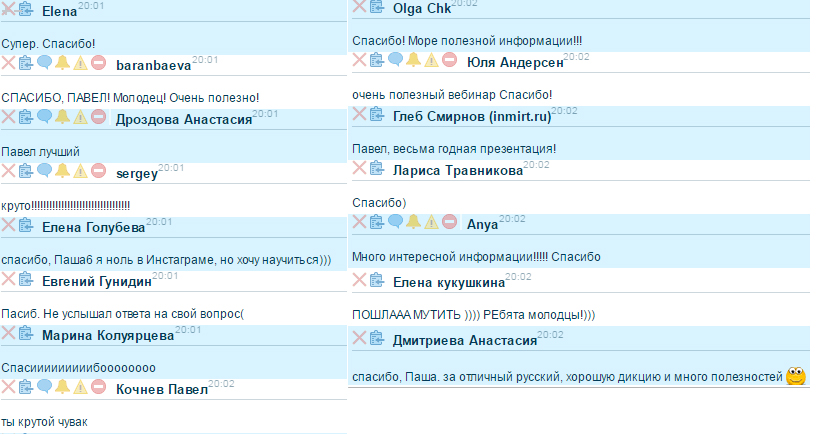 Elena 20:01
Супер. Спасибо!
baranbaeva 20:01
СПАСИБО, ПАВЕЛ! Молодец! Очень полезно!
Дроздова Анастасия 20:01
Павел лучший
sergey 20:01
круто!!!!!!!!!!!!!!!!!!!!!!!!!!!!!!!!!
Елена Голубева 20:01
спасибо, Паша6 я ноль в Инстаграме, но хочу научиться)))
Евгений Гунидин 20:01
Пасиб. Не услышал ответа на свой вопрос(
Марина Колуярцева 20:01
Спасииииииииибоооооооо
Кочнев Павел 20:02
ты крутой чувак
Olga Chk 20:02
Спасибо! Море полезной информации!!!
Юля Андерсен 20:02
очень полезный вебинар Спасибо!
Глеб Смирнов (inmirt.ru) 20:02
Павел, весьма годная презентация!
Лариса Травникова 20:02
Спасибо)
Anya 20:02
Много интересной информации!!!!! Спасибо
Елена кукушкина 20:02
ПОШЛААА МУТИТЬ )))) РЕбята молодцы!)))
Дмитриева Анастасия 20:02
спасибо, Паша. за отличный русский, хорошую дикцию и много полезностей